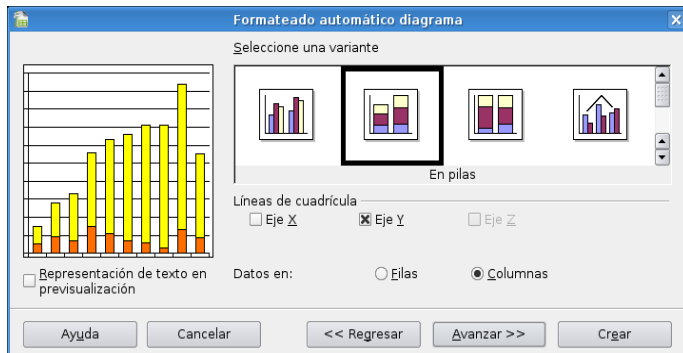 Formateado automático diagrama
Seleccione una variante
En pilas
Líneas de cuadrícula
Eje X
Eje Y
Eje Z
Representación de texto en
previsualización
Datos en:
Filas
Columnas
Ayuda
Cancelar
<< Regresar
Avanzar >>
Crear